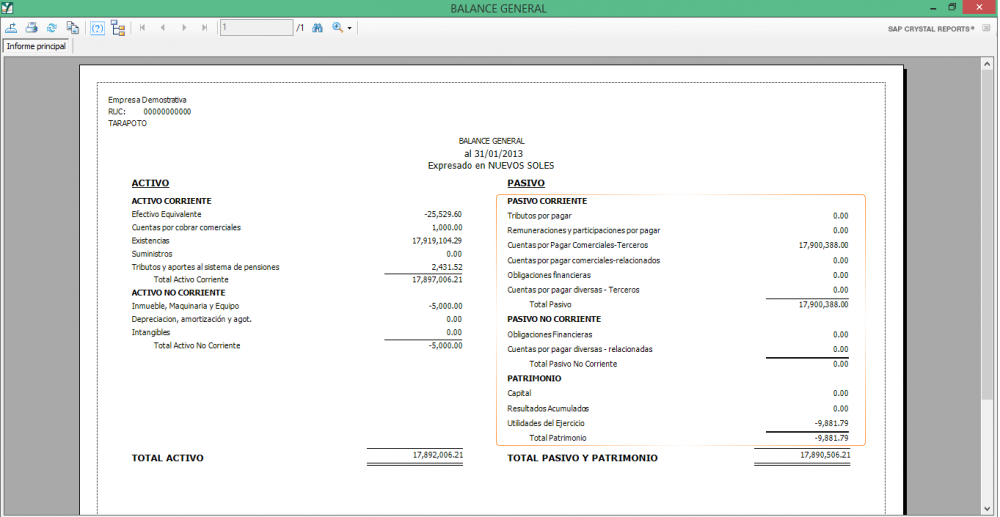 BALANCE GENERAL
1 /1 SAP CRYSTAL REPORTS®
Informe principal
Empresa Demostrativa
RUC: 00000000000
TARAPOTO
BALANCE GENERAL
al 31/01/2013
Expresado en NUEVOS SOLES
ACTIVO
ACTIVO CORRIENTE
Efectivo Equivalente -25,529.60
Cuentas por cobrar comerciales 1,000.00
Existencias 17,919,104.29
Suministros 0.00
Tributos y aportes al sistema de pensiones 2,431.52
Total Activo Corriente 17,897,006.21
ACTIVO NO CORRIENTE
Inmueble, Maquinaria y Equipo -5,000.00
Depreciacion, amortización y agot. 0.00
Intangibles 0.00
Total Activo No Corriente -5,000.00
TOTAL ACTIVO 17,892,006.21
PASIVO
PASIVO CORRIENTE
Tributos por pagar 0.00
Remuneraciones y participaciones por pagar 0.00
Cuentas por Pagar Comerciales-Terceros 17,900,388.00
Cuentas por pagar comerciales-relacionados 0.00
Obligaciones financieras 0.00
Cuentas por pagar diversas - Terceros 0.00
Total Pasivo 17,900,388.00
PASIVO NO CORRIENTE
Obligaciones Financieras 0.00
Cuentas por pagar diversas - relacionadas 0.00
Total Pasivo No Corriente 0.00
PATRIMONIO
Capital 0.00
Resultados Acumulados 0.00
Utilidades del Ejercicio -9,881.79
Total Patrimonio -9,881.79
TOTAL PASIVO Y PATRIMONIO 17,890,506.21